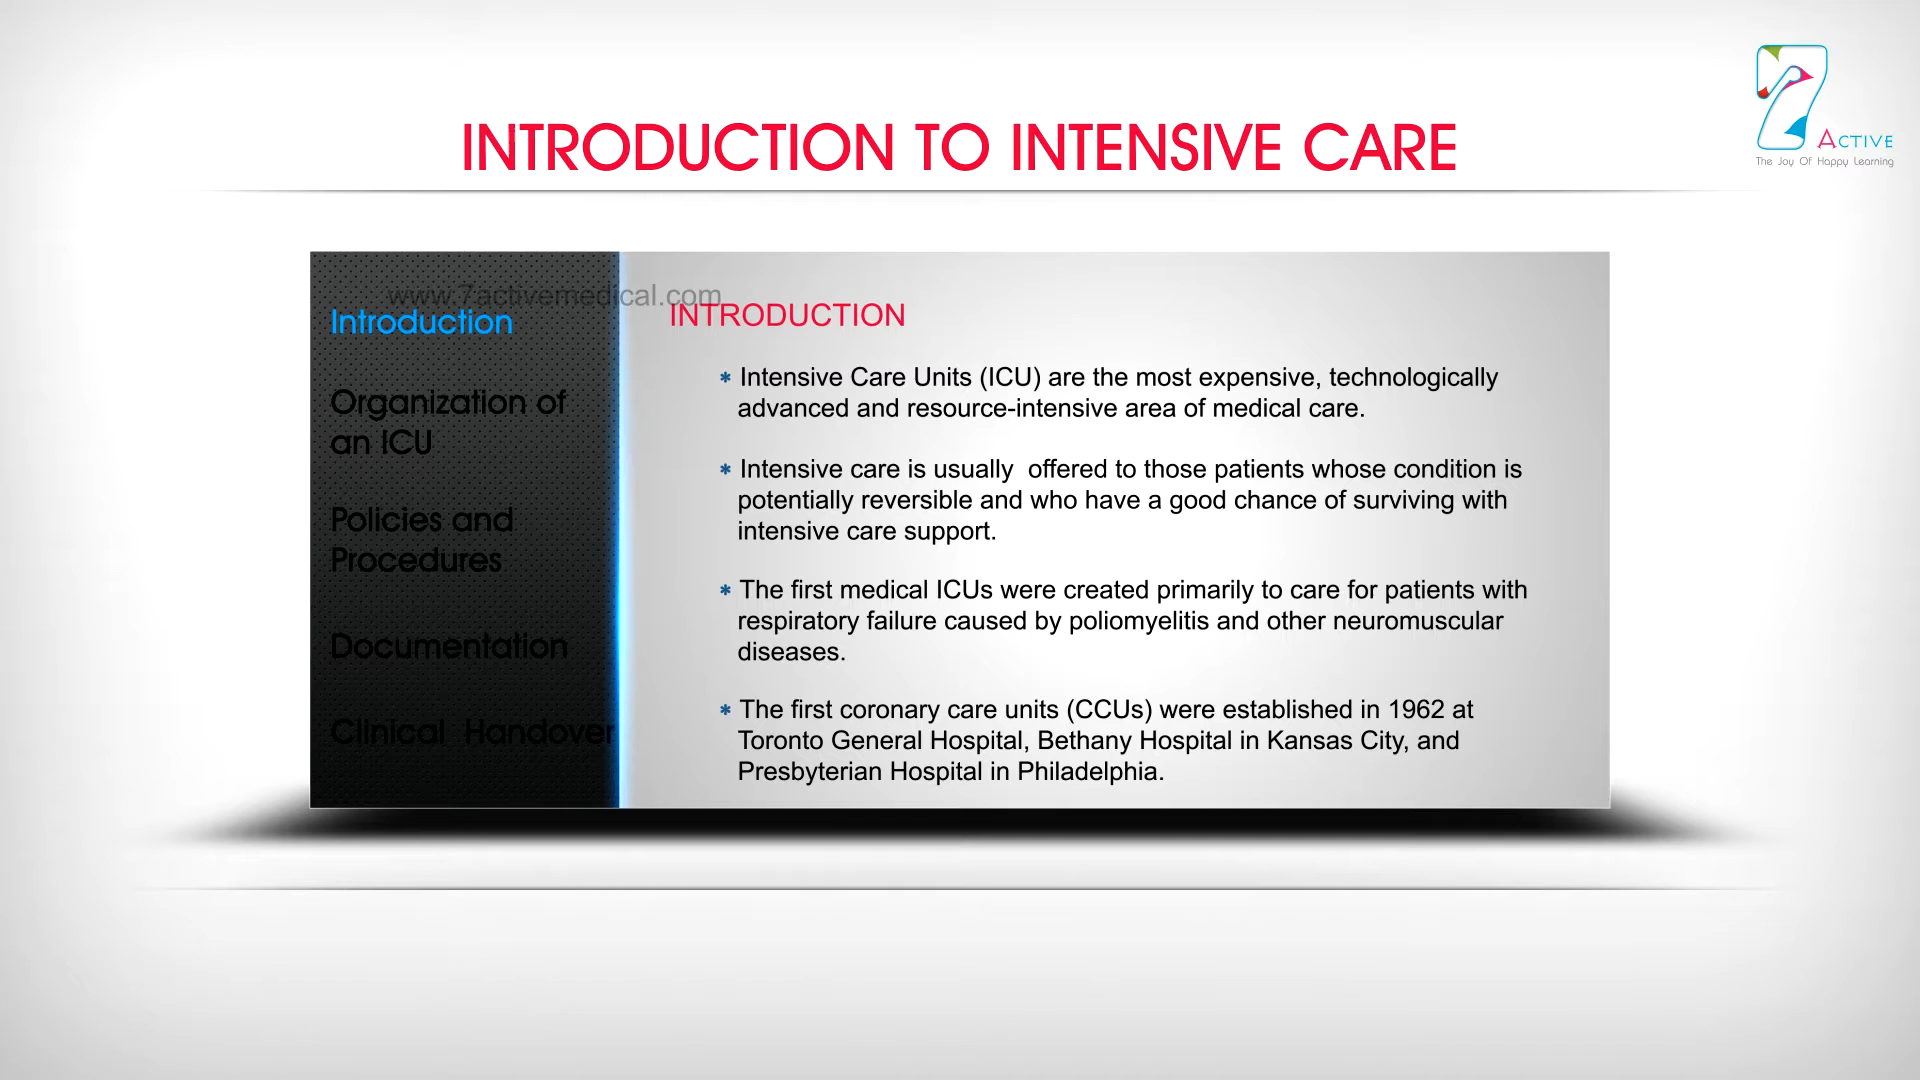 ACTIVE
The Joy Of Happy Learning
INTRODUCTION TO INTENSIVE CARE
www.7activemedical.com
Introduction
Organization of
an ICU
Policies and
Procedures
Documentation
Clinical Handover
INTRODUCTION
* Intensive Care Units (ICU) are the most expensive, technologically
advanced and resource-intensive area of medical care.
* Intensive care is usually offered to those patients whose condition is
potentially reversible and who have a good chance of surviving with
intensive care support.
* The first medical ICUs were created primarily to care for patients with
respiratory failure caused by poliomyelitis and other neuromuscular
diseases.
* The first coronary care units (CCUs) were established in 1962 at
Toronto General Hospital, Bethany Hospital in Kansas City, and
Presbyterian Hospital in Philadelphia.